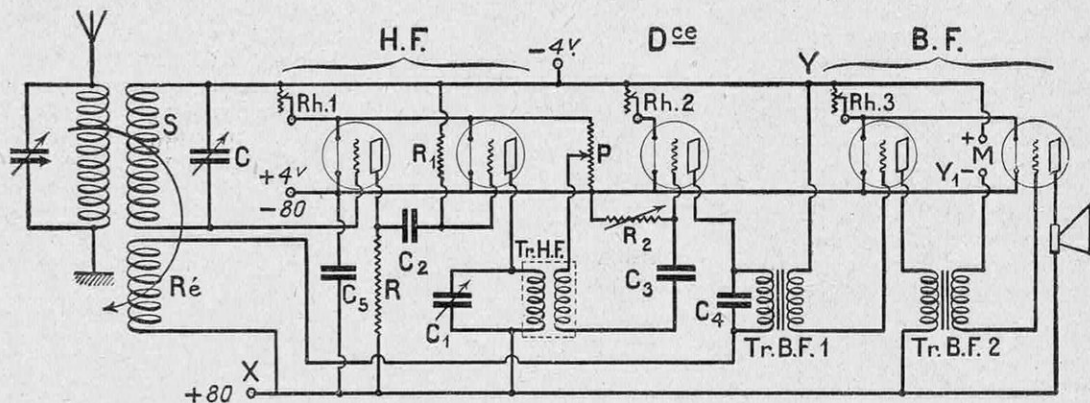 H.F.
-4v
Dce
Y
B.F.
S
C
Rh.1
R1
P
Rh.2
Rh.3
+
M
Y1 -
+4v
-80
C2
R2
Tr.H.F.
Ré
C5
R
C1
C3
C4
Tr.B.F.1
Tr.B.F.2
X
+80